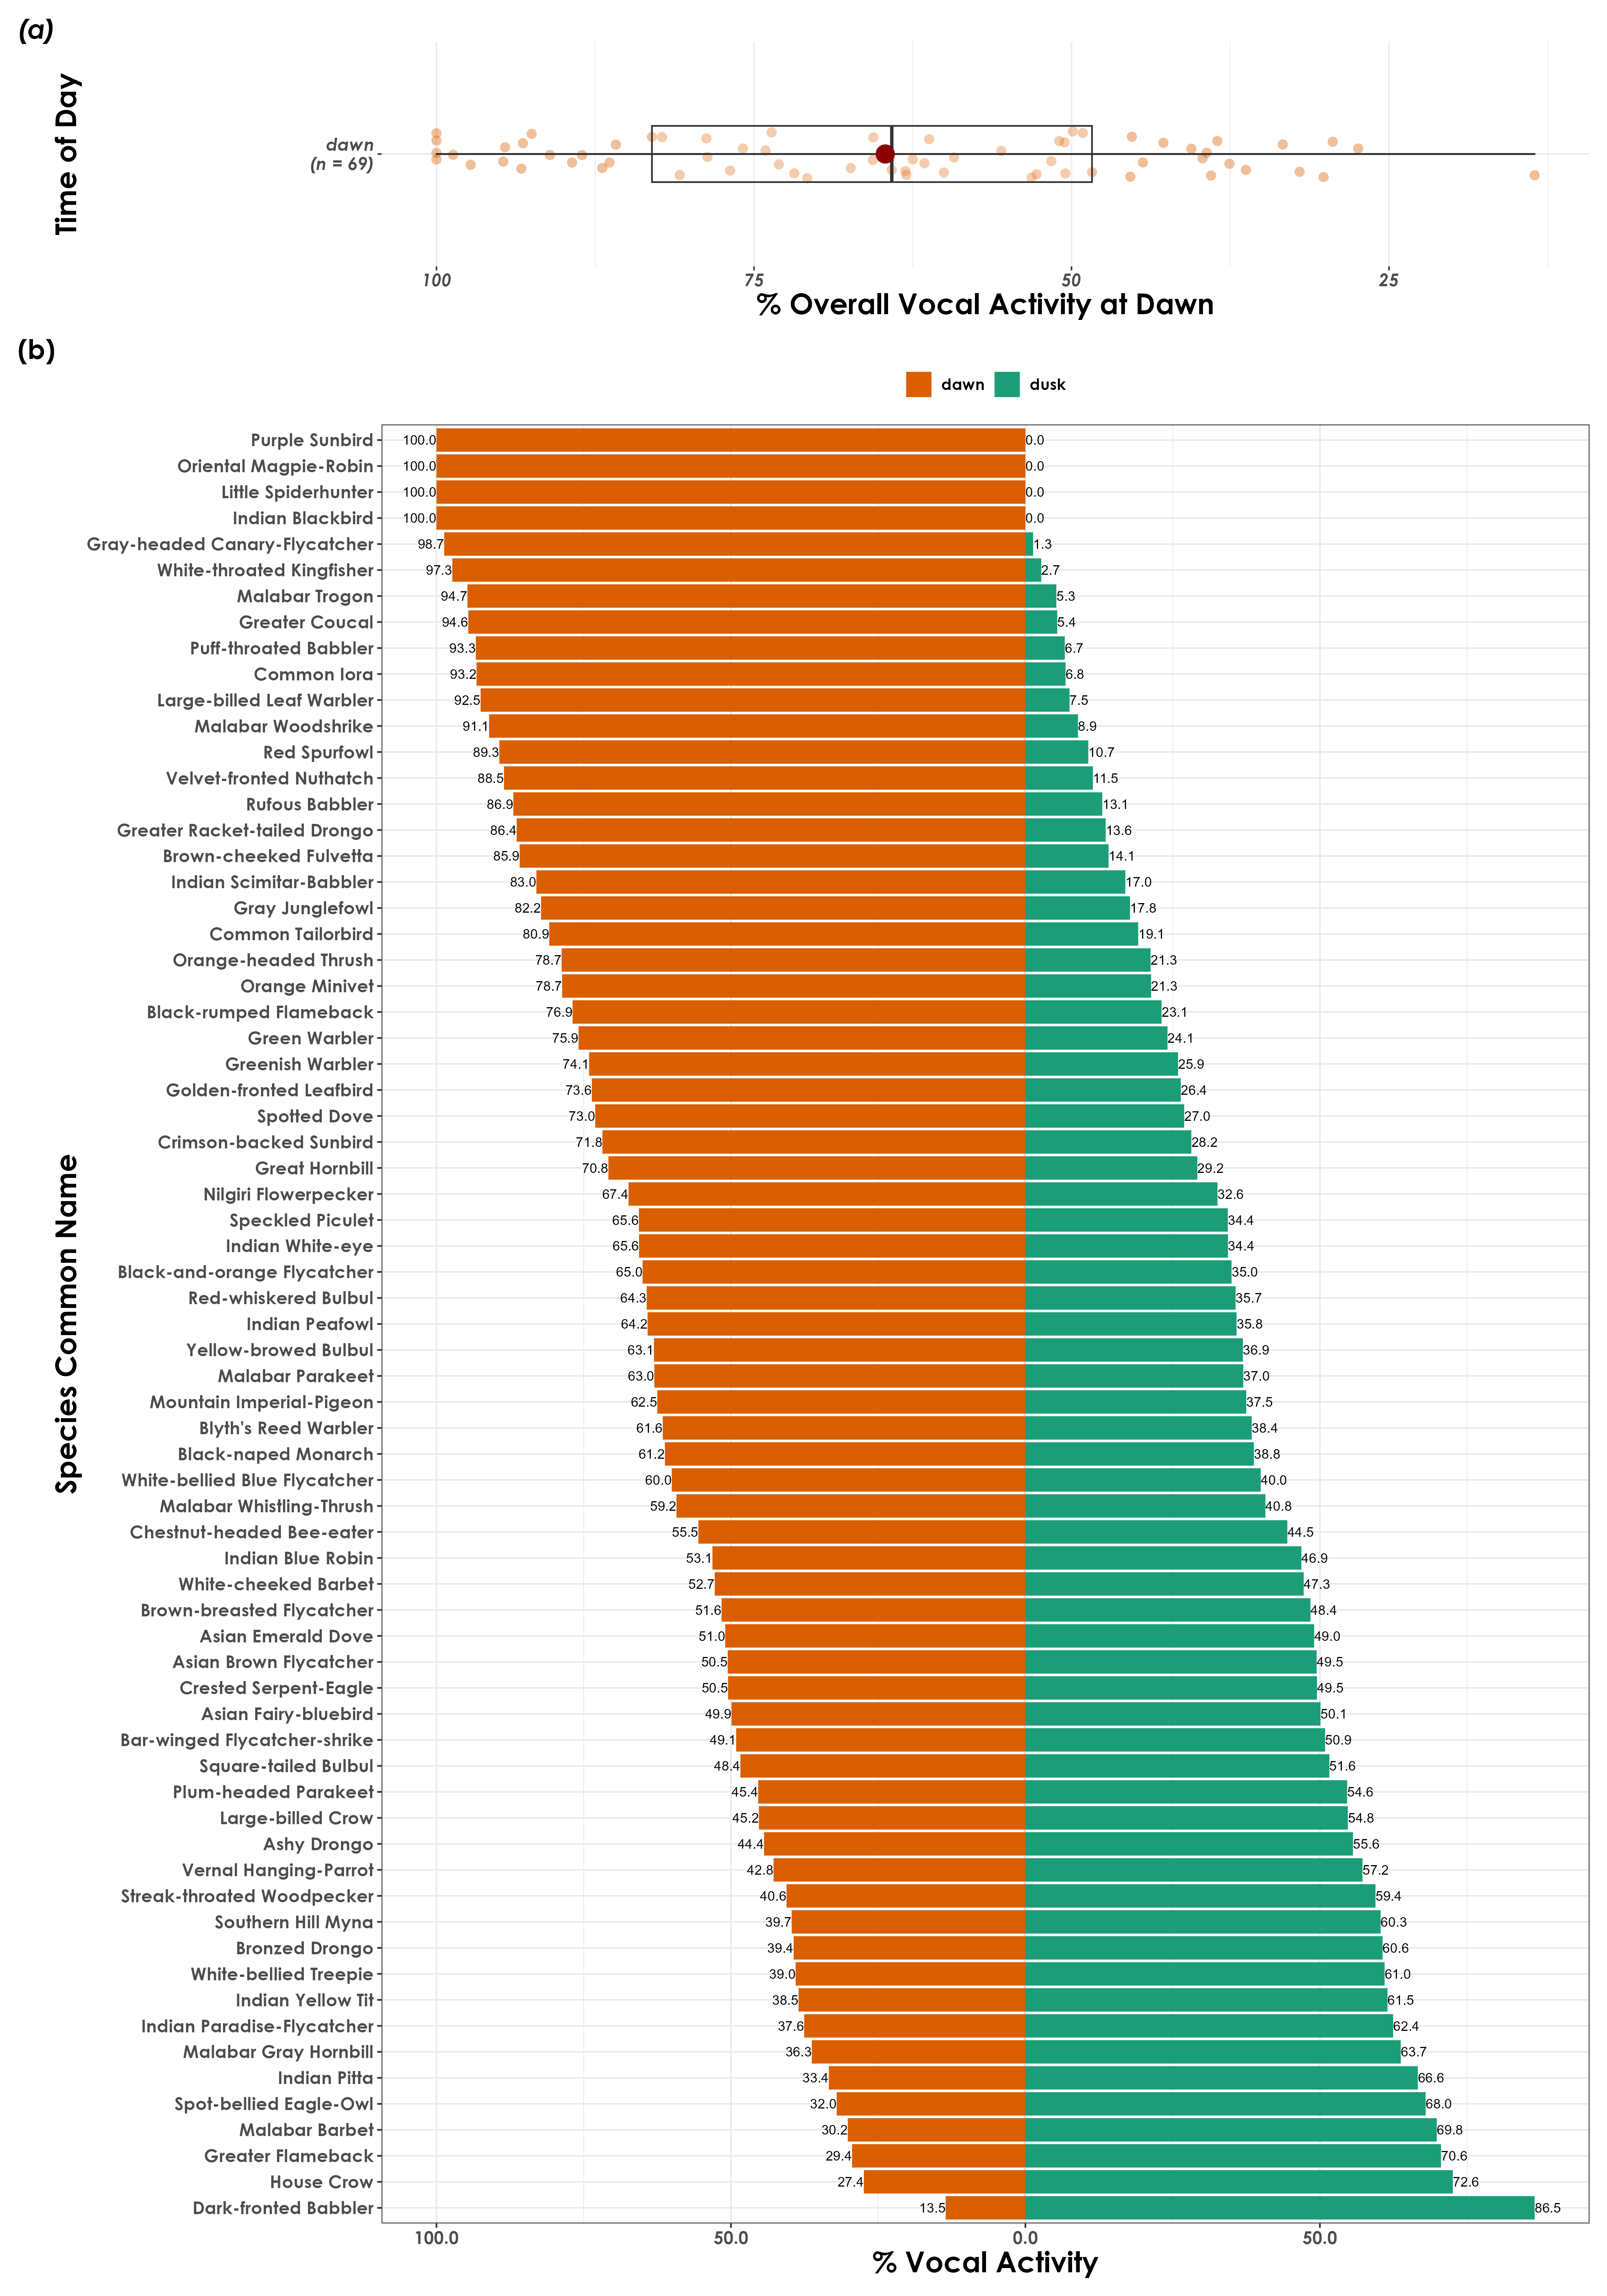 (a)
Time of Day
dawn
(n = 69)
100 75 50 25
% Overall Vocal Activity at Dawn
(b)
dawn dusk
Species Common Name
Purple Sunbird 100.0 0.0
Oriental Magpie-Robin 100.0 0.0
Little Spiderhunter 100.0 0.0
Indian Blackbird 100.0 0.0
Gray-headed Canary-Flycatcher 98.7 1.3
White-throated Kingfisher 97.3 2.7
Malabar Trogon 94.7 5.3
Greater Coucal 94.6 5.4
Puff-throated Babbler 93.3 6.7
Common Iora 93.2 6.8
Large-billed Leaf Warbler 92.5 7.5
Malabar Woodshrike 91.1 8.9
Red Spurfowl 89.3 10.7
Velvet-fronted Nuthatch 88.5 11.5
Rufous Babbler 86.9 13.1
Greater Racket-tailed Drongo 86.4 13.6
Brown-cheeked Fulvetta 85.9 14.1
Indian Scimitar-Babbler 83.0 17.0
Gray Junglefowl 82.2 17.8
Common Tailorbird 80.9 19.1
Orange-headed Thrush 78.7 21.3
Orange Minivet 78.7 21.3
Black-rumped Flameback 76.9 23.1
Green Warbler 75.9 24.1
Greenish Warbler 74.1 25.9
Golden-fronted Leafbird 73.6 26.4
Spotted Dove 73.0 27.0
Crimson-backed Sunbird 71.8 28.2
Great Hornbill 70.8 29.2
Nilgiri Flowerpecker 67.4 32.6
Speckled Piculet 65.6 34.4
Indian White-eye 65.6 34.4
Black-and-orange Flycatcher 65.0 35.0
Red-whiskered Bulbul 64.3 35.7
Indian Peafowl 64.2 35.8
Yellow-browed Bulbul 63.1 36.9
Malabar Parakeet 63.0 37.0
Mountain Imperial-Pigeon 62.5 37.5
Blyth's Reed Warbler 61.6 38.4
Black-naped Monarch 61.2 38.8
White-bellied Blue Flycatcher 60.0 40.0
Malabar Whistling-Thrush 59.2 40.8
Chestnut-headed Bee-eater 55.5 44.5
Indian Blue Robin 53.1 46.9
White-cheeked Barbet 52.7 47.3
Brown-breasted Flycatcher 51.6 48.4
Asian Emerald Dove 51.0 49.0
Asian Brown Flycatcher 50.5 49.5
Crested Serpent-Eagle 50.5 49.5
Asian Fairy-bluebird 49.9 50.1
Bar-winged Flycatcher-shrike 49.1 50.9
Square-tailed Bulbul 48.4 51.6
Plum-headed Parakeet 45.4 54.6
Large-billed Crow 45.2 54.8
Ashy Drongo 44.4 55.6
Vernal Hanging-Parrot 42.8 57.2
Streak-throated Woodpecker 40.6 59.4
Southern Hill Myna 39.7 60.3
Bronzed Drongo 39.4 60.6
White-bellied Treepie 39.0 61.0
Indian Yellow Tit 38.5 61.5
Indian Paradise-Flycatcher 37.6 62.4
Malabar Gray Hornbill 36.3 63.7
Indian Pitta 33.4 66.6
Spot-bellied Eagle-Owl 32.0 68.0
Malabar Barbet 30.2 69.8
Greater Flameback 29.4 70.6
House Crow 27.4 72.6
Dark-fronted Babbler 13.5 86.5
100.0 50.0 0.0 50.0
% Vocal Activity